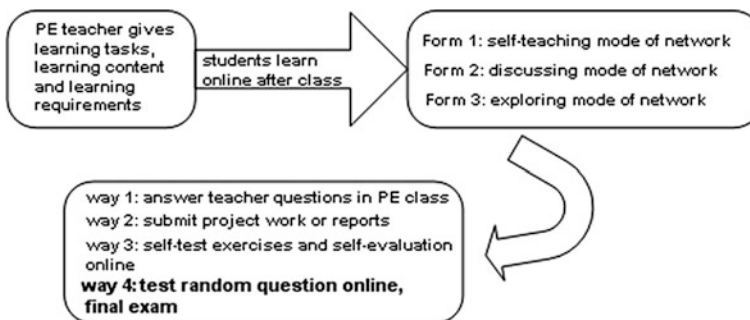 PE teacher gives
learning tasks,
learning content
and learning
requirements
students learn
online after class
Form 1: self-teaching mode of network
Form 2: discussing mode of network
Form 3: exploring mode of network
way 1: answer teacher questions in PE class
way 2: submit project work or reports
way 3: self-test exercises and self-evaluation
online
way 4: test random question online,
final exam